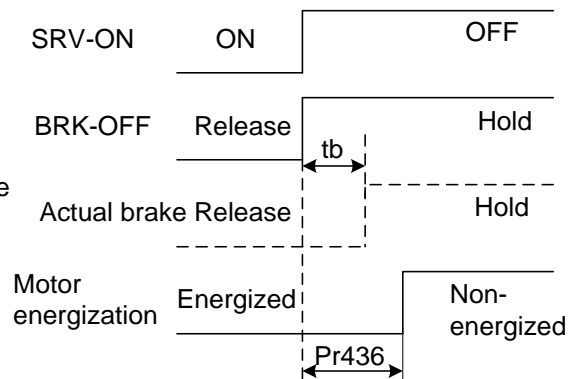 SRV-ON ON OFF
BRK-OFF Release Hold
tb
e
Actual brake Release Hold
Motor energization Energized Non-energized
Pr436